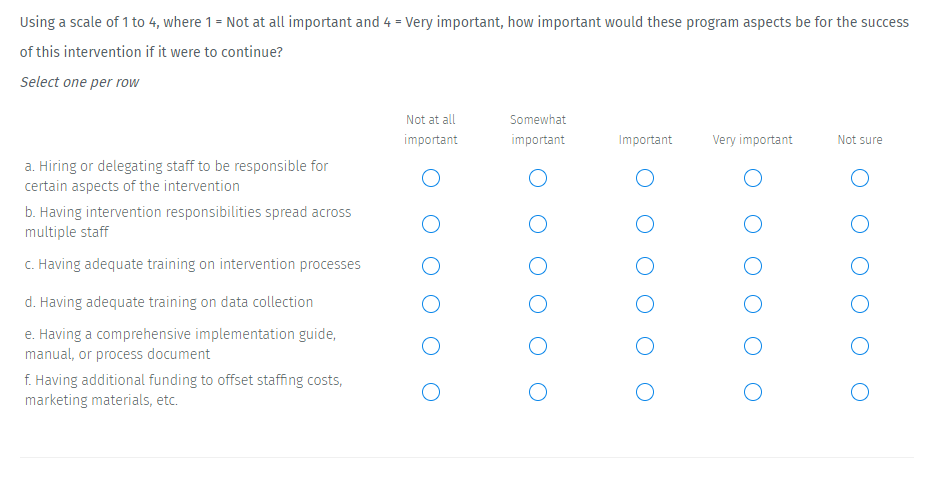 Using a scale of 1 to 4, where 1 = Not at all important and 4 = Very important, how important would these program aspects be for the success
of this intervention if it were to continue?
Select one per row
Not at all important
Somewhat important
Important
Very important
Not sure
a. Hiring or delegating staff to be responsible for
certain aspects of the intervention
b. Having intervention responsibilities spread across
multiple staff
c. Having adequate training on intervention processes
d. Having adequate training on data collection
e. Having a comprehensive implementation guide,
manual, or process document
f. Having additional funding to offset staffing costs,
marketing materials, etc.